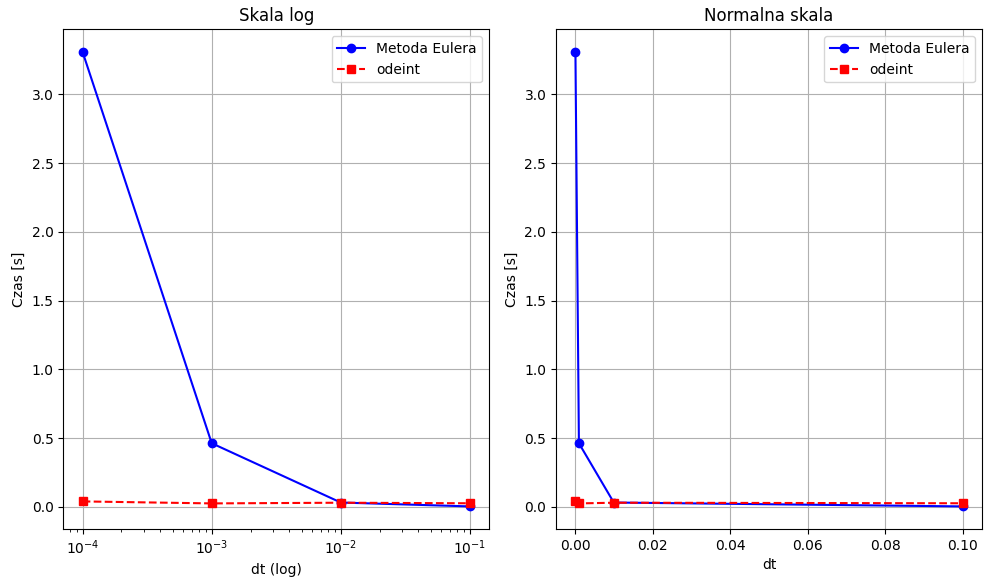 Skala log
Metoda Eulera
odeint
Czas [s]
3.0
2.5
2.0
1.5
1.0
0.5
0.0
10⁻⁴
10⁻³
10⁻²
10⁻¹
dt (log)
Normalna skala
Metoda Eulera
odeint
Czas [s]
3.0
2.5
2.0
1.5
1.0
0.5
0.0
0.00
0.02
0.04
0.06
0.08
0.10
dt